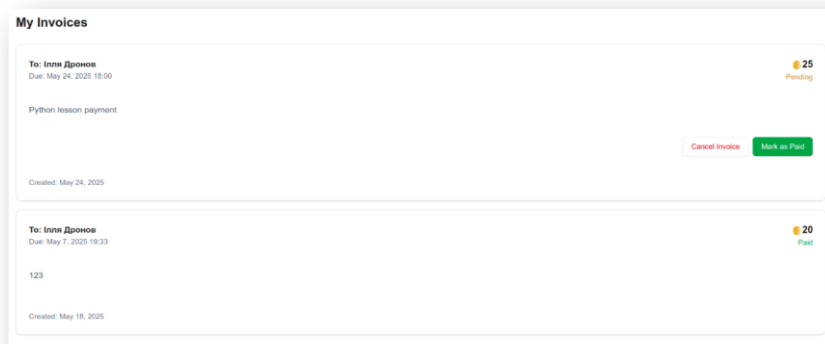 My Invoices
To: Ілля Дронов
25
Due: May 24, 2025 18:00
Pending
Python lesson payment
Cancel Invoice
Mark as Paid
Created: May 24, 2025
To: Ілля Дронов
20
Due: May 7, 2025 19:33
Paid
123
Created: May 18, 2025